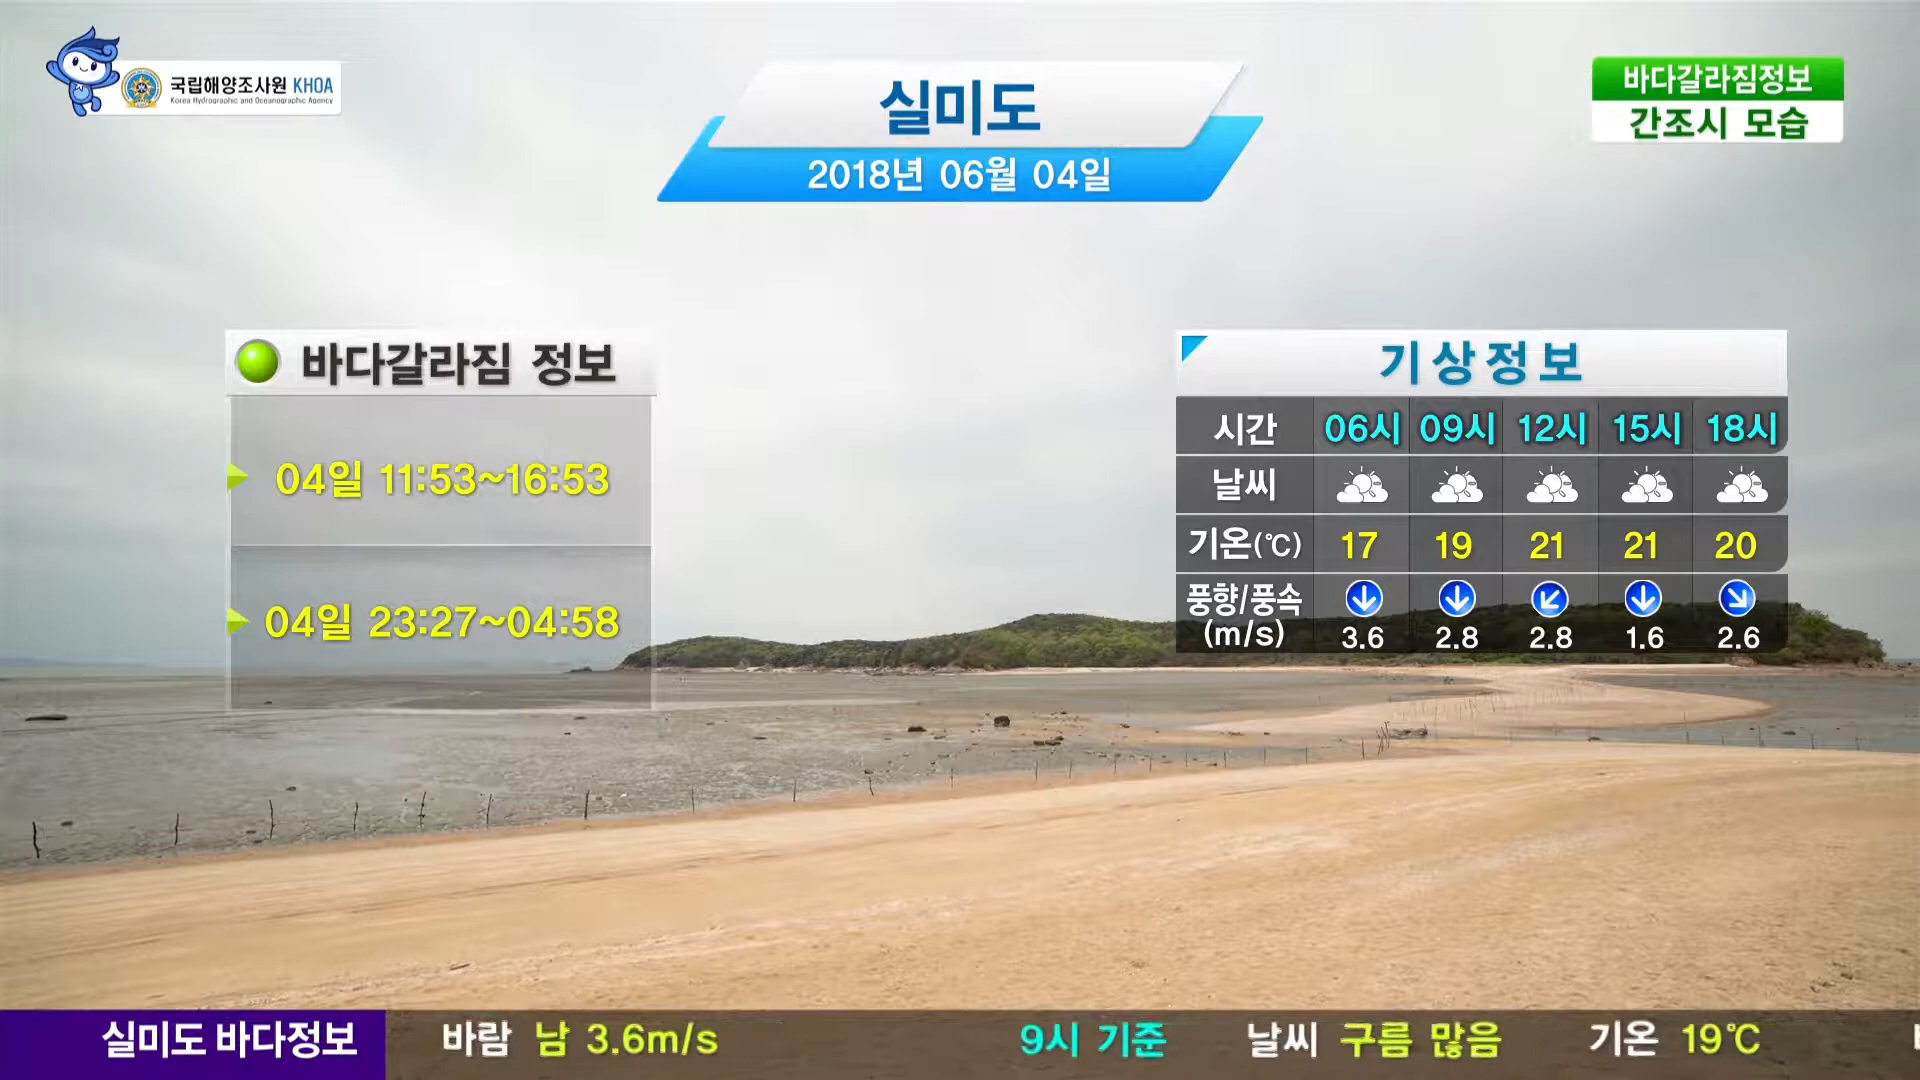 국립해양조사원 KHOA
Korea Hydrographic and Oceanographic Agency
실미도
2018년 06월 04일
바다갈라짐정보
간조시 모습
바다갈라짐 정보
04일 11:53~16:53
04일 23:27~04:58
기상정보
시간 06시 09시 12시 15시 18시
날씨
기온(℃) 17 19 21 21 20
풍향/풍속
(m/s) 3.6 2.8 2.8 1.6 2.6
실미도 바다정보 바람 남 3.6m/s 9시 기준 날씨 구름 많음 기온 19℃